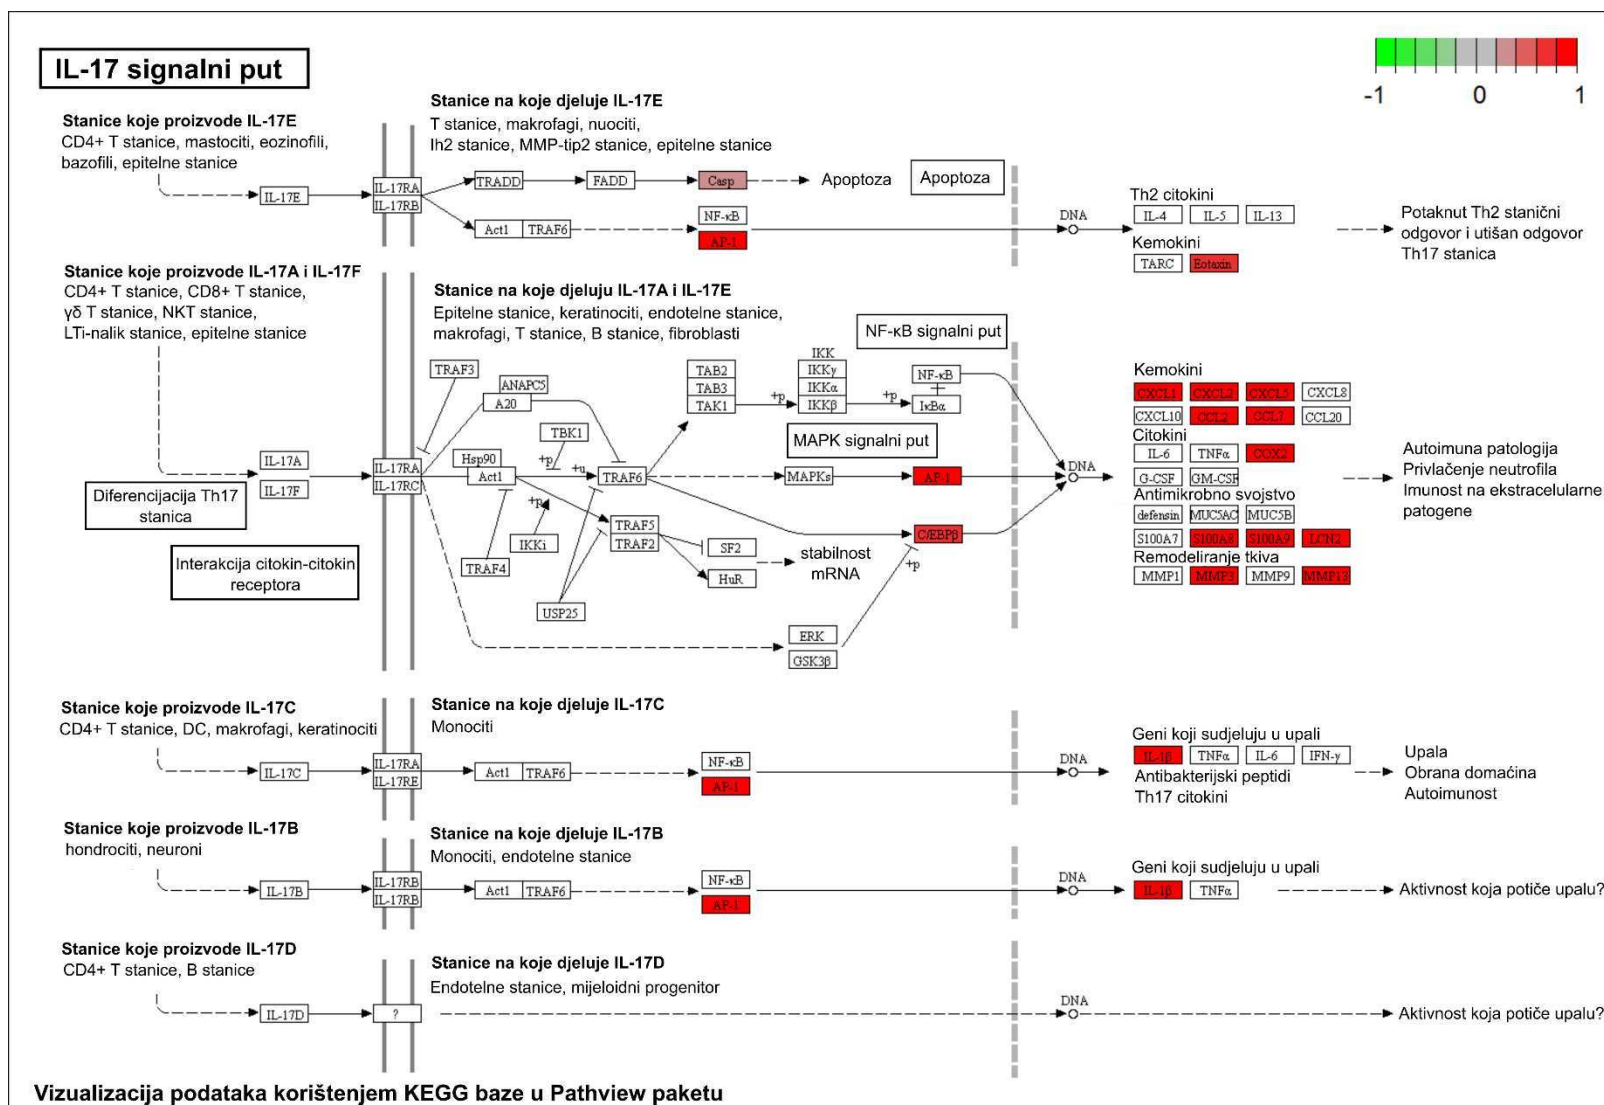 IL-17 signalni put
-1 0 1
Stanice koje proizvode IL-17E
CD4+ T stanice, mastociti, eozinofili,
bazofili, epitelne stanice
Stanice na koje djeluje IL-17E
T stanice, makrofagi, nuociti,
Ih2 stanice, MMP-tip2 stanice, epitelne stanice
IL-17E
IL-17RA
IL-17RB
TRADD
FADD
Casp
Apoptoza
Apoptoza
Act1
TRAF6
NF-κB
AP-1
DNA
Th2 citokini
IL-4
IL-5
IL-13
Kemokini
TARC
Eotaxin
Potaknut Th2 stanični
odgovor i utišan odgovor
Th17 stanica
Stanice koje proizvode IL-17A i IL-17F
CD4+ T stanice, CD8+ T stanice,
γδ T stanice, NKT stanice,
LTi-nalik stanice, epitelne stanice
Stanice na koje djeluju IL-17A i IL-17E
Epitelne stanice, keratinociti, endotelne stanice,
makrofagi, T stanice, B stanice, fibroblasti
NF-κB signalni put
TRAF3
ANAPC5
A20
TAB2
TAB3
TAK1
+p
IKK
IKKγ
IKKα
IKKβ
+p
NF-κB
IκBα
TBK1
MAPK signalni put
IL-17A
IL-17F
Diferencijacija Th17
stanica
Interakcija citokin-citokin
receptora
IL-17RA
IL-17RC
Hsp90
Act1
+p
+u
TRAF6
MAPKs
AP-1
DNA
+p
IKKi
TRAF4
TRAF5
TRAF2
SF2
HuR
stabilnost
mRNA
USP25
C/EBPβ
+p
ERK
GSK3β
Kemokini
CXCL1
CXCL2
CXCL5
CXCL8
CXCL10
CCL2
CCL7
CCL20
Citokini
IL-6
TNFα
COX2
G-CSF
GM-CSF
Antimikrobno svojstvo
defensin
MUC5AC
MUC5B
S100A7
S100A8
S100A9
LCN2
Remodeliranje tkiva
MMP1
MMP3
MMP9
MMP13
Autoimuna patologija
Privlačenje neutrofila
Imunost na ekstracelularne
patogene
Stanice koje proizvode IL-17C
CD4+ T stanice, DC, makrofagi, keratinociti
Stanice na koje djeluje IL-17C
Monociti
IL-17C
IL-17RA
IL-17RE
Act1
TRAF6
NF-κB
AP-1
DNA
Geni koji sudjeluju u upali
IL-1β
TNFα
IL-6
IFN-γ
Antibakterijski peptidi
Th17 citokini
Upala
Obrana domaćina
Autoimunost
Stanice koje proizvode IL-17B
hondrociti, neuroni
Stanice na koje djeluje IL-17B
Monociti, endotelne stanice
IL-17B
IL-17RB
IL-17RB
Act1
TRAF6
NF-κB
AP-1
DNA
Geni koji sudjeluju u upali
IL-1β
TNFα
Aktivnost koja potiče upalu?
Stanice koje proizvode IL-17D
CD4+ T stanice, B stanice
Stanice na koje djeluje IL-17D
Endotelne stanice, mijeloidni progenitor
IL-17D
?
DNA
Aktivnost koja potiče upalu?
Vizualizacija podataka korištenjem KEGG baze u Pathview paketu